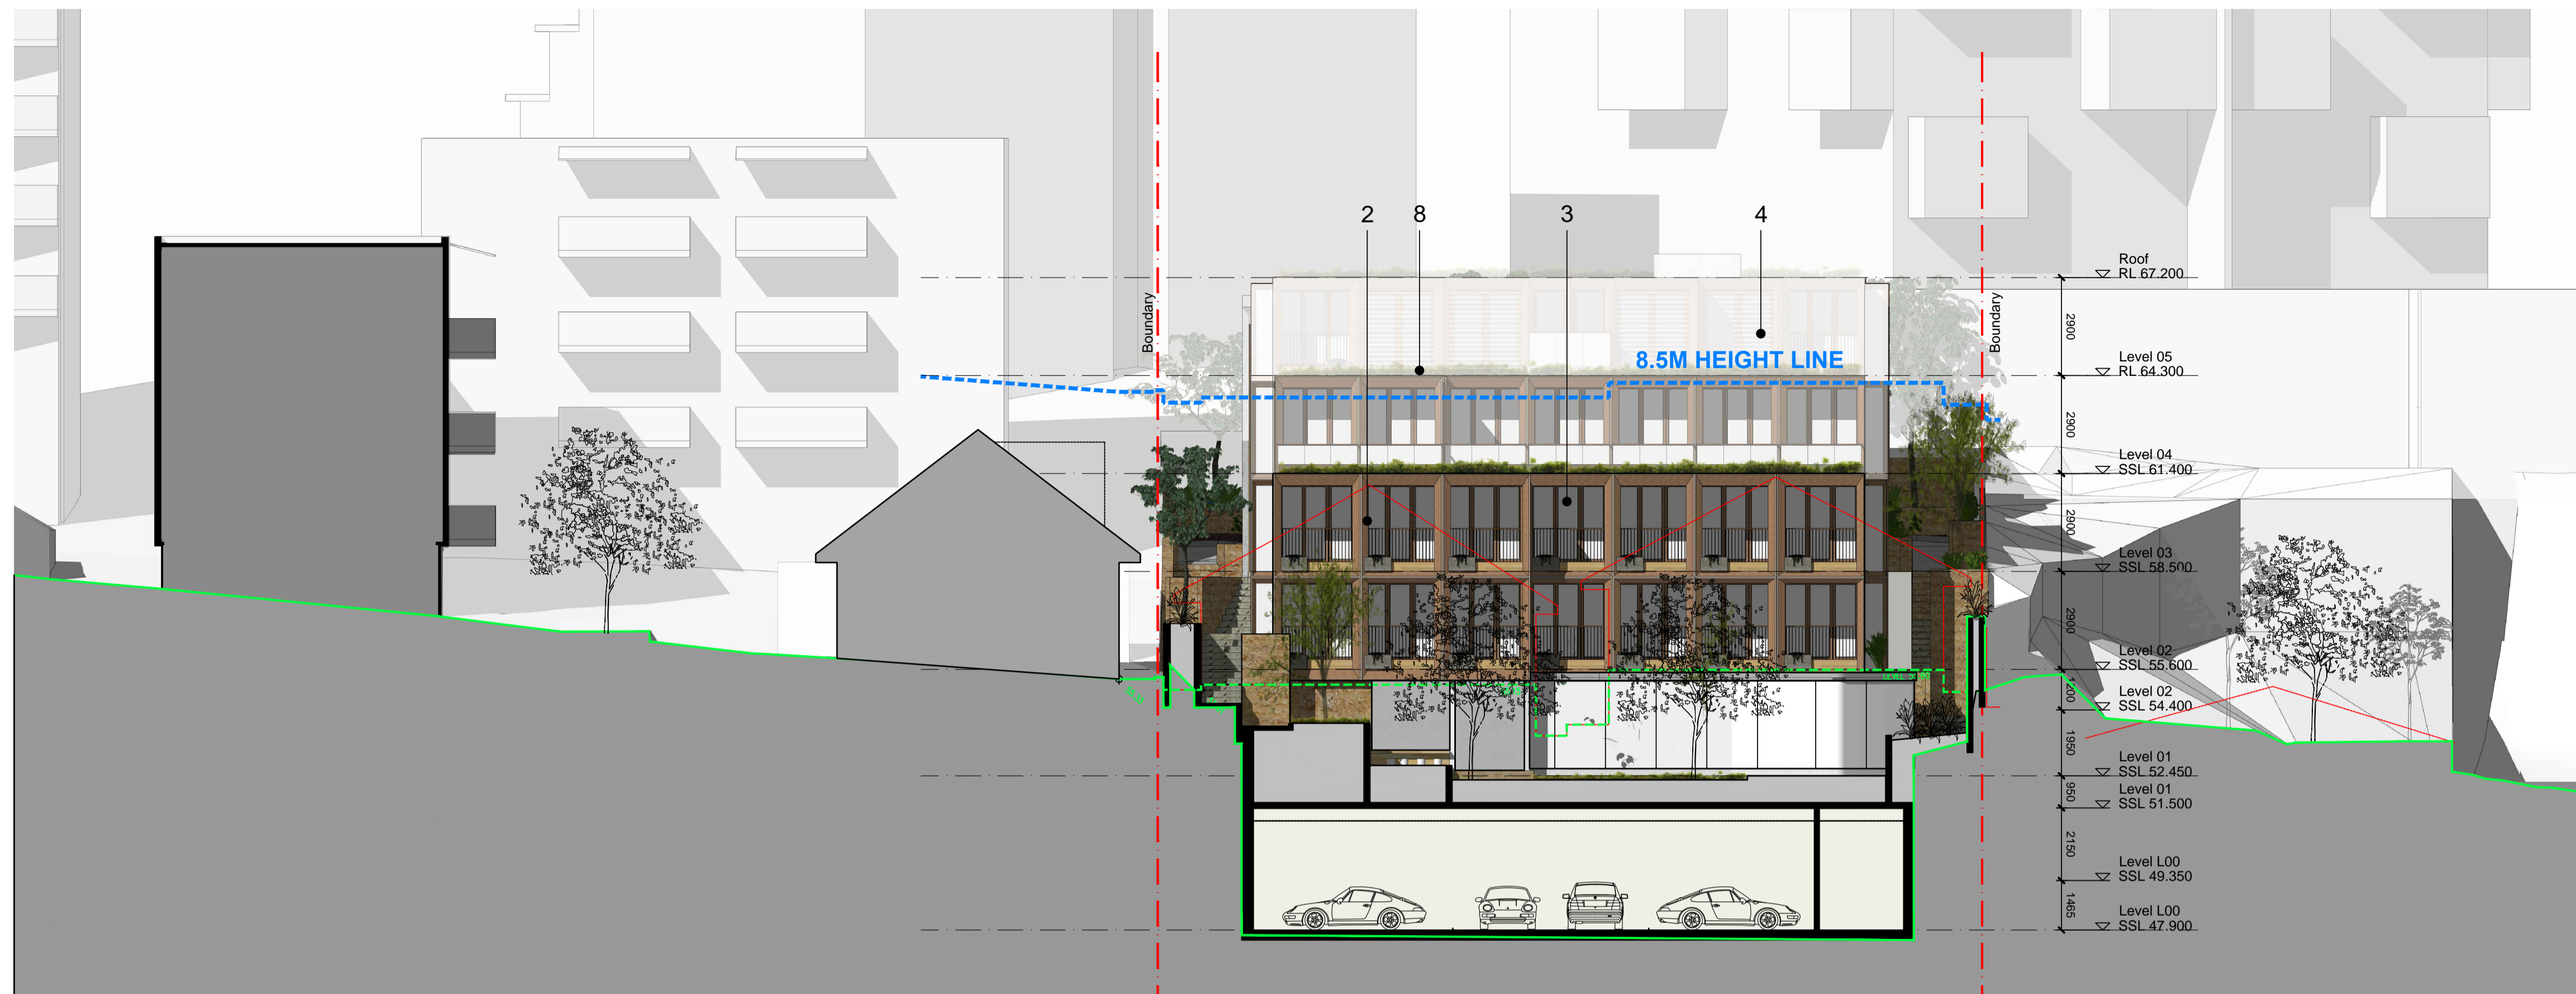 2 8 3 4
Boundary
Boundary
8.5M HEIGHT LINE
Roof
RL 67.200
2900
Level 05
RL 64.300
2900
Level 04
SSL 61.400
2900
Level 03
SSL 58.500
2900
Level 02
SSL 55.600
1200
Level 02
SSL 54.400
1950
Level 01
SSL 52.450
950
Level 01
SSL 51.500
2150
Level L00
SSL 49.350
1465
Level L00
SSL 47.900